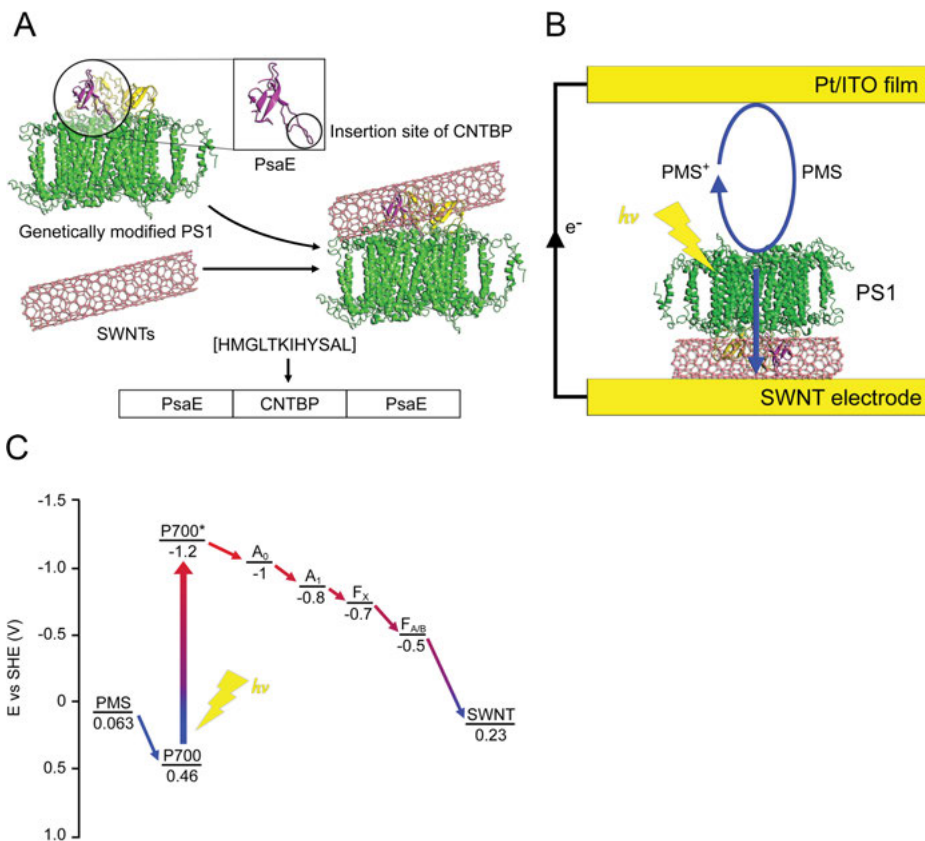 A
Insertion site of CNTBP
PsaE
Genetically modified PS1
SWNTs
[HMGLTKIHYSAL]
PsaE CNTBP PsaE
B
Pt/ITO film
PMS+ PMS
hν
e-
PS1
SWNT electrode
C
E vs SHE (V)
-1.5
-1.0
-0.5
0
0.5
1.0
P700*
-1.2
A0
-1
A1
-0.8
FX
-0.7
FA/B
-0.5
hν
PMS
0.063
P700
0.46
SWNT
0.23